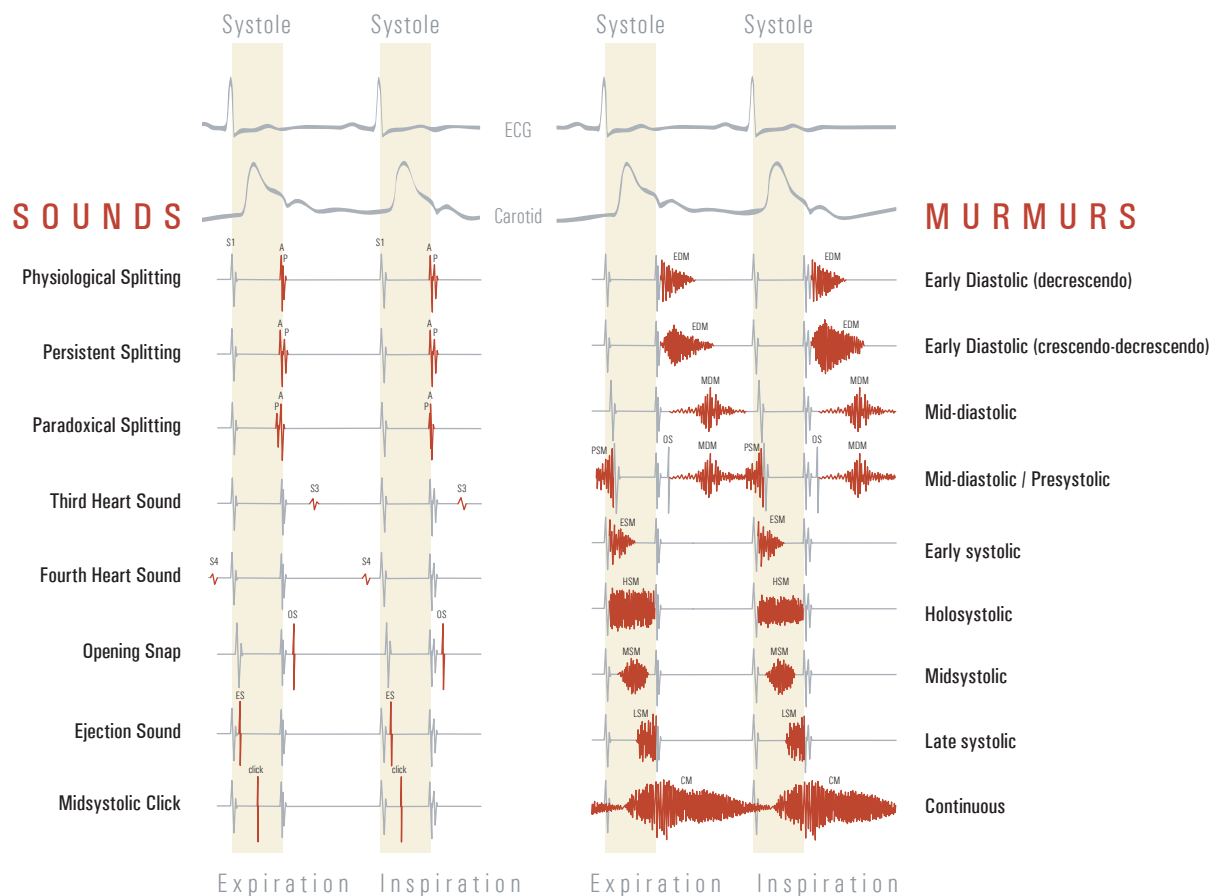 Systole Systole Systole Systole
ECG
Carotid
SOUNDS
MURMURS
S1 A P S1 A P
Physiological Splitting
A P A P
Persistent Splitting
P A A
Paradoxical Splitting
S3 S3
Third Heart Sound
S4 S4
Fourth Heart Sound
OS OS
Opening Snap
ES ES
Ejection Sound
click click
Midsystolic Click
Expiration Inspiration
EDM EDM
Early Diastolic (decrescendo)
EDM EDM
Early Diastolic (crescendo-decrescendo)
MDM MDM
Mid-diastolic
PSM OS MDM PSM OS MDM
Mid-diastolic / Presystolic
ESM ESM
Early systolic
HSM HSM
Holosystolic
MSM MSM
Midsystolic
LSM LSM
Late systolic
CM CM
Continuous
Expiration Inspiration